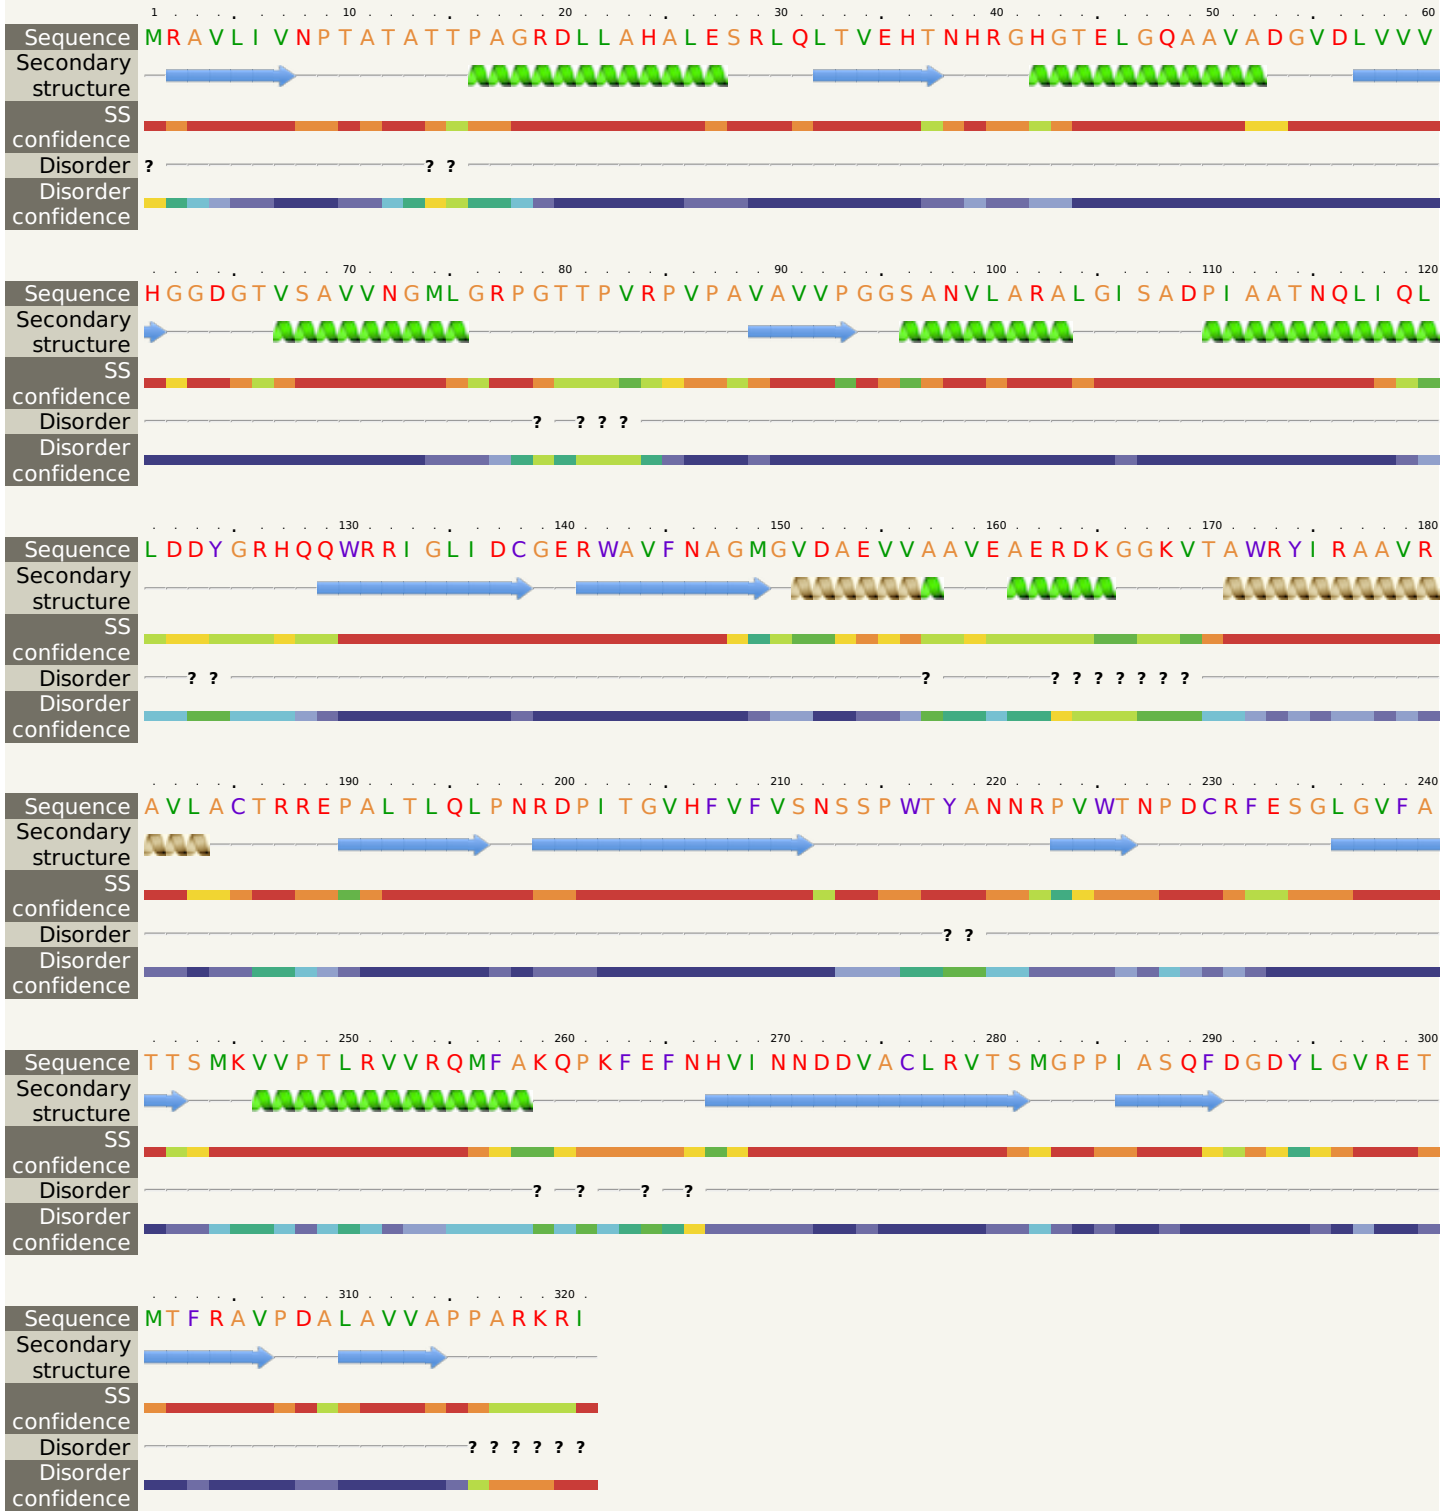 1 10 20 30 40 50 60
Sequence MRAVLIVNPTATATTPAGRDLLAHALESRLQLTVEHTNHRGHGTELGQAAVADGVDLVVV
Secondary
structure
SS
confidence
Disorder ? ? ?
Disorder
confidence
70 80 90 100 110 120
Sequence HGGDGTVSAVVNGMLGRPGTTPVRPVPAVAVVPGGSANVLARALGISADPIAATNQLIQL
Secondary
structure
SS
confidence
Disorder ? ? ? ?
Disorder
confidence
130 140 150 160 170 180
Sequence LDDYGRHQQWRRIGLIDCGERWAVFNAGMGVDAEVVAAVEAERDKGGKVTAWRYIRAAVR
Secondary
structure
SS
confidence
Disorder ? ? ? ? ? ? ? ? ? ?
Disorder
confidence
190 200 210 220 230 240
Sequence AVLACTRREPALTLQLPNRDPITGVHFVFVSNSSPWTYANNRPVWTNPDCRFESGLGVFA
Secondary
structure
SS
confidence
Disorder ? ?
Disorder
confidence
250 260 270 280 290 300
Sequence TTSMKVVPTLRVVRQMFAKQPKFEFNHVINNDDVACLRVTSMGPPIASQFDGDYLGVRET
Secondary
structure
SS
confidence
Disorder ? ? ? ?
Disorder
confidence
310 320
Sequence MTFRAVPDALAVVAPPARKRI
Secondary
structure
SS
confidence
Disorder ? ? ? ? ? ?
Disorder
confidence